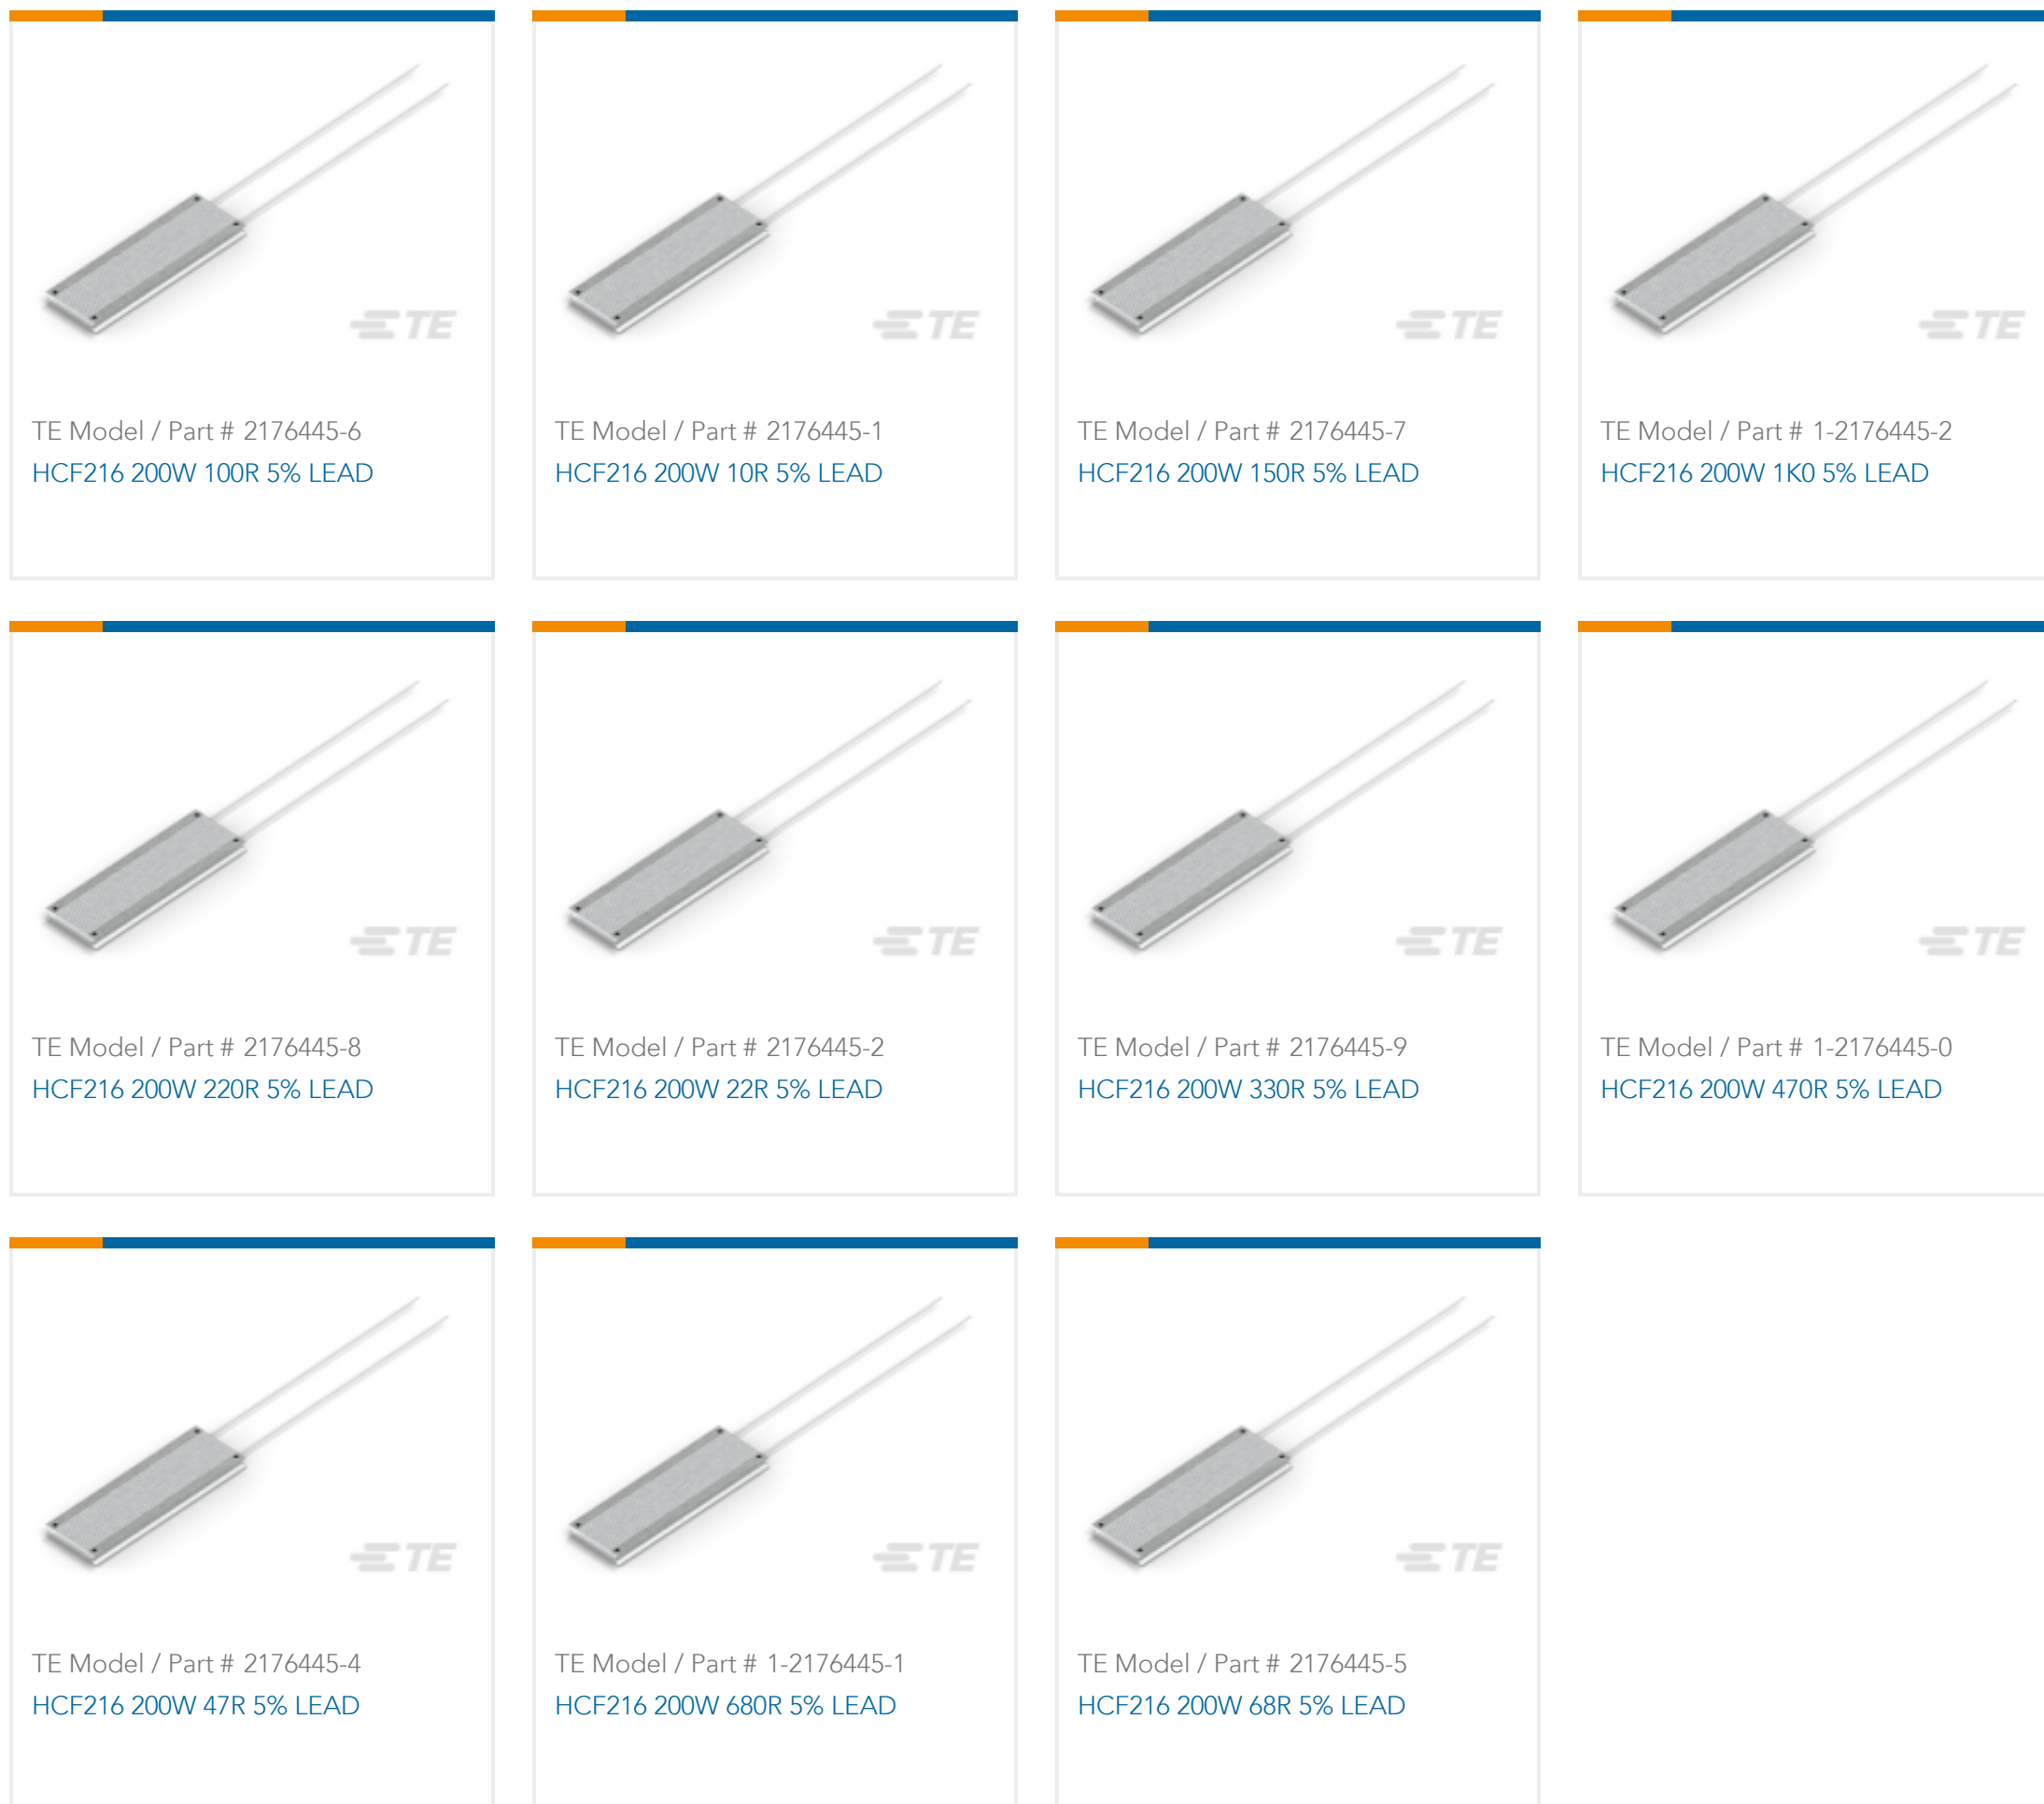 TE
TE Model / Part # 2176445-6
HCF216 200W 100R 5% LEAD
TE
TE Model / Part # 2176445-1
HCF216 200W 10R 5% LEAD
TE
TE Model / Part # 2176445-7
HCF216 200W 150R 5% LEAD
TE
TE Model / Part # 1-2176445-2
HCF216 200W 1K0 5% LEAD
TE
TE Model / Part # 2176445-8
HCF216 200W 220R 5% LEAD
TE
TE Model / Part # 2176445-2
HCF216 200W 22R 5% LEAD
TE
TE Model / Part # 2176445-9
HCF216 200W 330R 5% LEAD
TE
TE Model / Part # 1-2176445-0
HCF216 200W 470R 5% LEAD
TE
TE Model / Part # 2176445-4
HCF216 200W 47R 5% LEAD
TE
TE Model / Part # 1-2176445-1
HCF216 200W 680R 5% LEAD
TE
TE Model / Part # 2176445-5
HCF216 200W 68R 5% LEAD